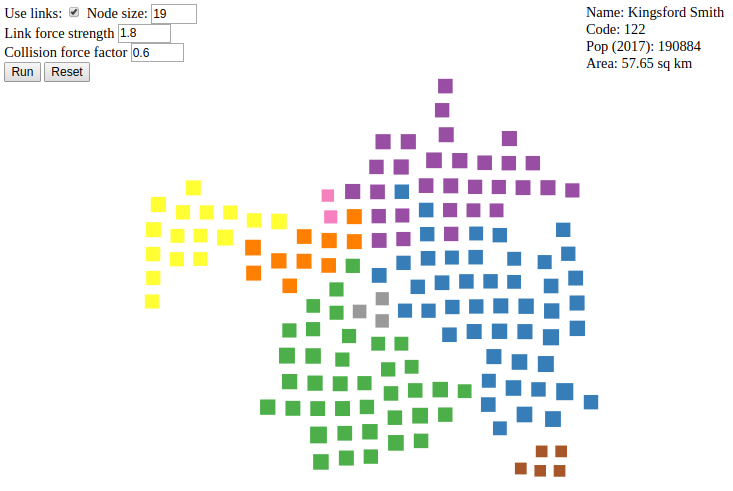 Use links: Node size: 19
Link force strength 1.8
Collision force factor 0.6
Run Reset
Name: Kingsford Smith
Code: 122
Pop (2017): 190884
Area: 57.65 sq km